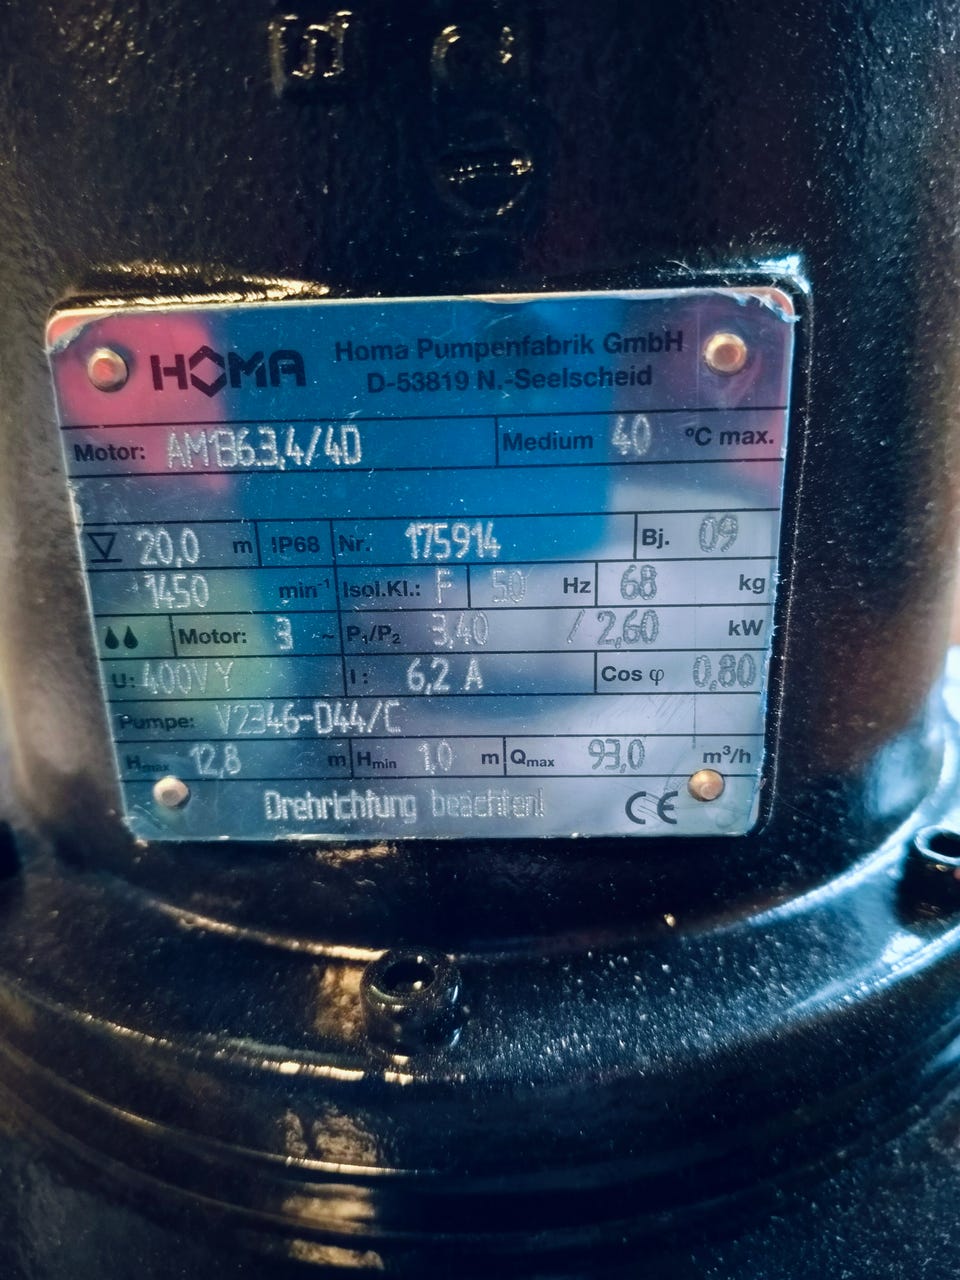 HOMA Homa Pumpenfabrik GmbH
D-53819 N.-Seelscheid
Motor: AM136.3,4/4D Medium 40 °C max.
20,0 m IP68 Nr. 175914 Bj. 09
1450 min⁻¹ Isol.Kl.: F 50 Hz 68 kg
Motor: 3 ~ P₁/P₂ 3,40 / 2,60 kW
U: 400V Y I: 6,2 A Cos φ 0,80
Pumpe: V2346-D44/C
Hmax 12,8 m Hmin 1,0 m Qmax 93,0 m³/h
Drehrichtung beachten! CE